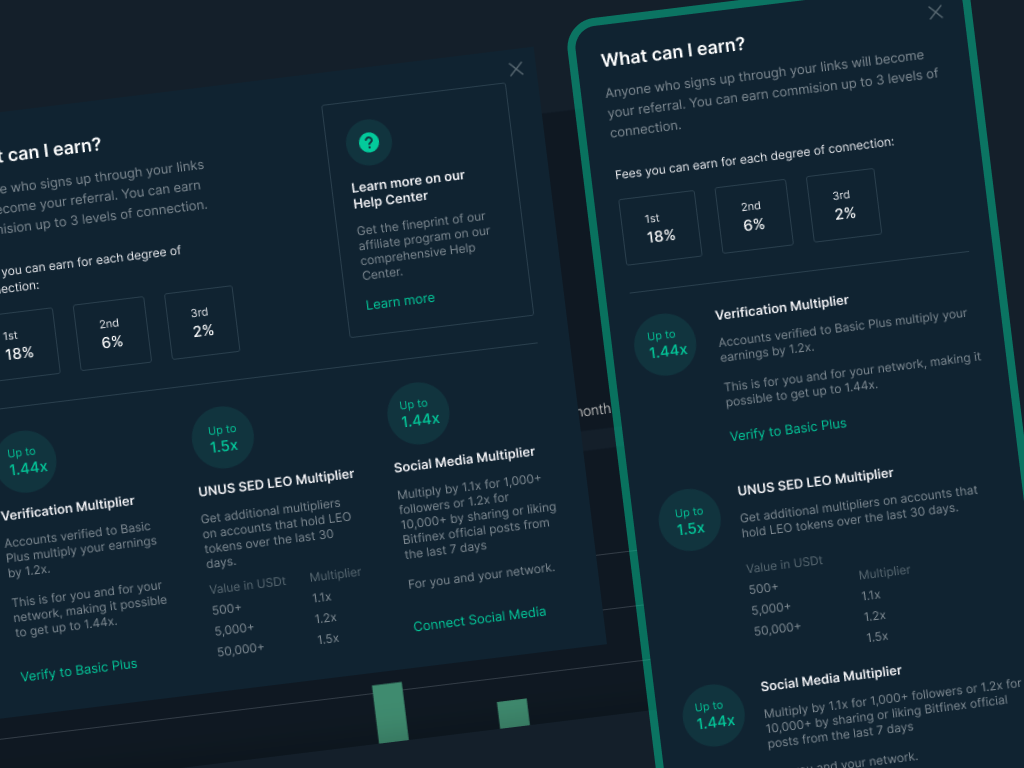 can I earn?
who signs up through your links
become your referral. You can earn
up to 3 levels of connection.
you can earn for each degree of
1st
18%
2nd
6%
3rd
2%
?
Learn more on our
Help Center
Get the fineprint of our
affiliate program on our
comprehensive Help
Center.
Learn more
Up to
1.44x
Verification Multiplier
Accounts verified to Basic
Plus multiply your earnings
by 1.2x.
This is for you and for your
network, making it possible
to get up to 1.44x.
Verify to Basic Plus
Up to
1.5x
UNUS SED LEO Multiplier
Get additional multipliers
on accounts that hold LEO
tokens over the last 30
days.
Value in USDt Multiplier
500+ 1.1x
5,000+ 1.2x
50,000+ 1.5x
Up to
1.44x
Social Media Multiplier
Multiply by 1.1x for 1,000+
followers or 1.2x for
10,000+ by sharing or liking
Bitfinex official posts from
the last 7 days
For you and your network.
Connect Social Media
What can I earn?
Anyone who signs up through your links will become
your referral. You can earn commision up to 3 levels of
connection.
Fees you can earn for each degree of connection:
1st
18%
2nd
6%
3rd
2%
Up to
1.44x
Verification Multiplier
Accounts verified to Basic Plus multiply your
earnings by 1.2x.
This is for you and for your network, making it
possible to get up to 1.44x.
Verify to Basic Plus
Up to
1.5x
UNUS SED LEO Multiplier
Get additional multipliers on accounts that
hold LEO tokens over the last 30 days.
Value in USDt Multiplier
500+ 1.1x
5,000+ 1.2x
50,000+ 1.5x
Up to
1.44x
Social Media Multiplier
Multiply by 1.1x for 1,000+ followers or 1.2x for
10,000+ by sharing or liking Bitfinex official
posts from the last 7 days
and your network.